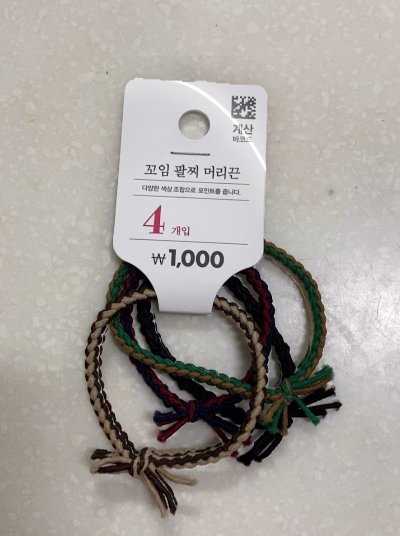 계산
바코드
꼬임 팔찌 머리끈
다양한 색상 조합으로 포인트를 줍니다.
4 개입
₩1,000